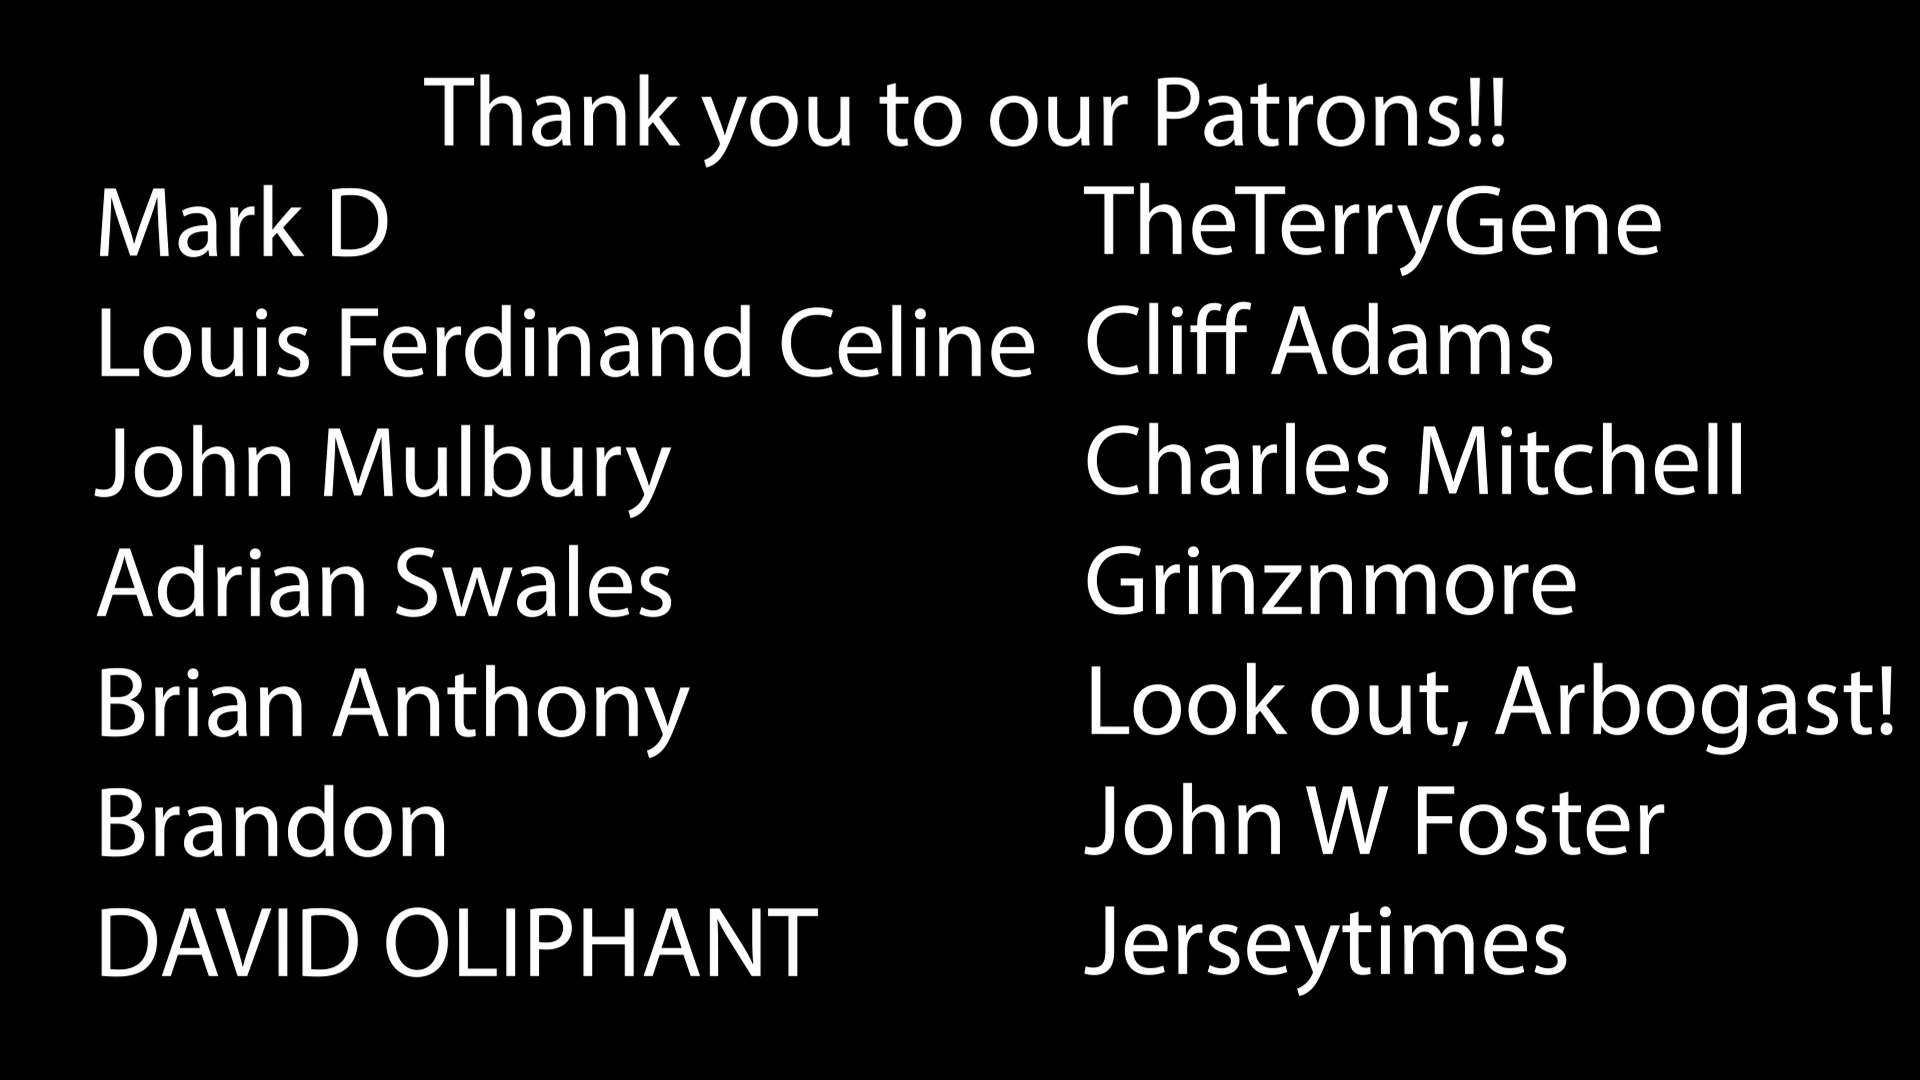 Thank you to our Patrons!!
Mark D
Louis Ferdinand Celine
John Mulbury
Adrian Swales
Brian Anthony
Brandon
DAVID OLIPHANT
TheTerryGene
Cliff Adams
Charles Mitchell
Grinznmore
Look out, Arbogast!
John W Foster
Jerseytimes